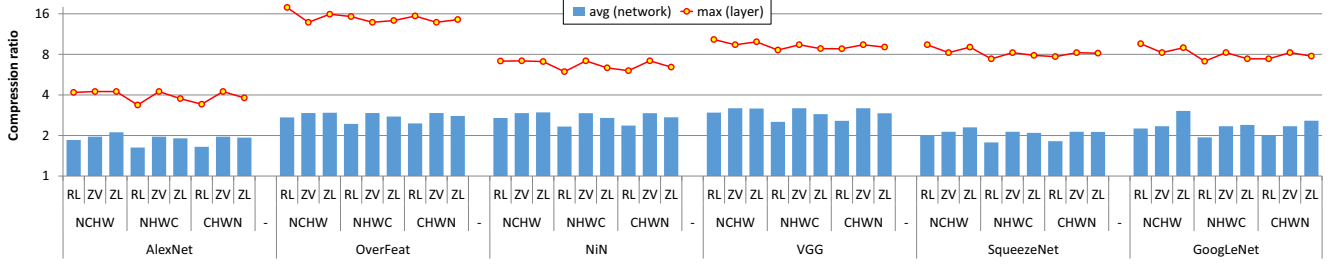 avg (network) max (layer)
Compression ratio
16
8
4
2
1
RL ZV ZL RL ZV ZL RL ZV ZL RL ZV ZL RL ZV ZL RL ZV ZL RL ZV ZL RL ZV ZL RL ZV ZL RL ZV ZL RL ZV ZL RL ZV ZL RL ZV ZL RL ZV ZL RL ZV ZL RL ZV ZL RL ZV ZL RL ZV ZL
NCHW NHWC CHWN - NCHW NHWC CHWN - NCHW NHWC CHWN - NCHW NHWC CHWN - NCHW NHWC CHWN - NCHW NHWC CHWN
AlexNet OverFeat NiN VGG SqueezeNet GoogLeNet